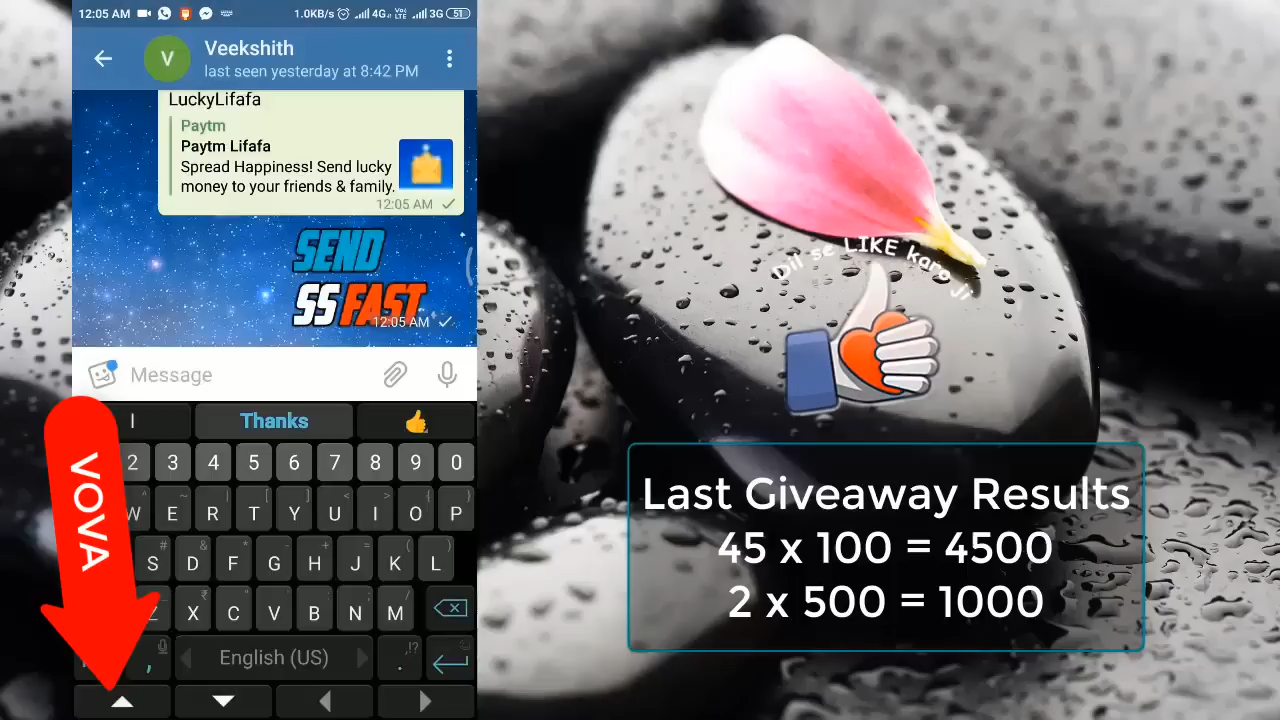 12:05 AM
1.0KB/s 4G VoLTE 3G 51
V
Veekshith
last seen yesterday at 8:42 PM
LuckyLifafa
Paytm
Paytm Lifafa
Spread Happiness! Send lucky
money to your friends & family.
12:05 AM
SEND
SS FAST
12:05 AM
Message
I Thanks
2 3 4 5 6 7 8 9 0
W E R T Y U I O P
S D F G H J K L
Z X C V B N M
, English (US) . !?
VOVA
Dil se LIKE karo Ji
Last Giveaway Results
45 x 100 = 4500
2 x 500 = 1000